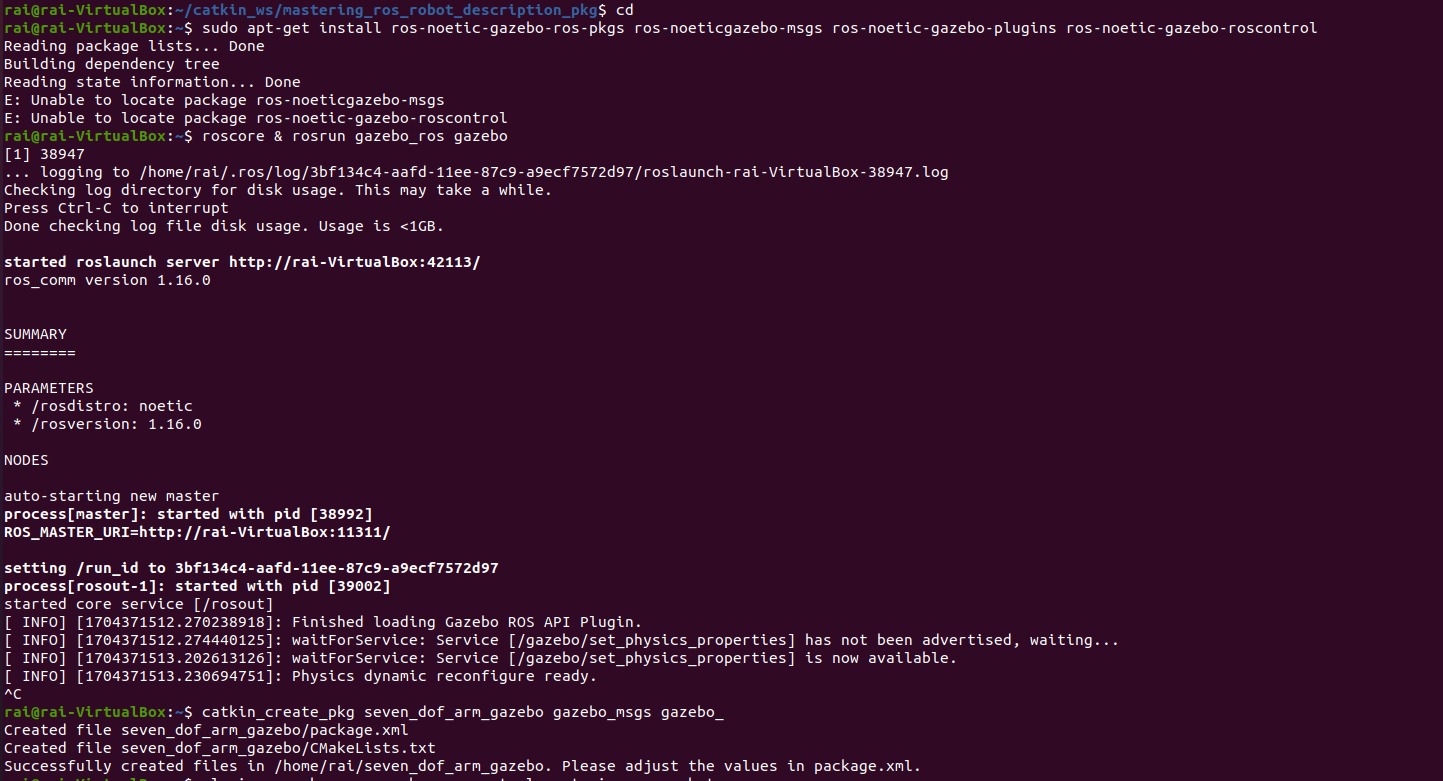 rai@rai-VirtualBox:~/catkin_ws/mastering_ros_robot_description_pkg$ cd
rai@rai-VirtualBox:~$ sudo apt-get install ros-noetic-gazebo-ros-pkgs ros-noeticgazebo-msgs ros-noetic-gazebo-plugins ros-noetic-gazebo-roscontrol
Reading package lists... Done
Building dependency tree
Reading state information... Done
E: Unable to locate package ros-noeticgazebo-msgs
E: Unable to locate package ros-noetic-gazebo-roscontrol
rai@rai-VirtualBox:~$ roscore & rosrun gazebo_ros gazebo
[1] 38947
... logging to /home/rai/.ros/log/3bf134c4-aafd-11ee-87c9-a9ecf7572d97/roslaunch-rai-VirtualBox-38947.log
Checking log directory for disk usage. This may take a while.
Press Ctrl-C to interrupt
Done checking log file disk usage. Usage is <1GB.
started roslaunch server http://rai-VirtualBox:42113/
ros_comm version 1.16.0
SUMMARY
========
PARAMETERS
* /rosdistro: noetic
* /rosversion: 1.16.0
NODES
auto-starting new master
process[master]: started with pid [38992]
ROS_MASTER_URI=http://rai-VirtualBox:11311/
setting /run_id to 3bf134c4-aafd-11ee-87c9-a9ecf7572d97
process[rosout-1]: started with pid [39002]
started core service [/rosout]
[ INFO] [1704371512.270238918]: Finished loading Gazebo ROS API Plugin.
[ INFO] [1704371512.274440125]: waitForService: Service [/gazebo/set_physics_properties] has not been advertised, waiting...
[ INFO] [1704371513.202613126]: waitForService: Service [/gazebo/set_physics_properties] is now available.
[ INFO] [1704371513.230694751]: Physics dynamic reconfigure ready.
^C
rai@rai-VirtualBox:~$ catkin_create_pkg seven_dof_arm_gazebo gazebo_msgs gazebo_
Created file seven_dof_arm_gazebo/package.xml
Created file seven_dof_arm_gazebo/CMakeLists.txt
Successfully created files in /home/rai/seven_dof_arm_gazebo. Please adjust the values in package.xml.